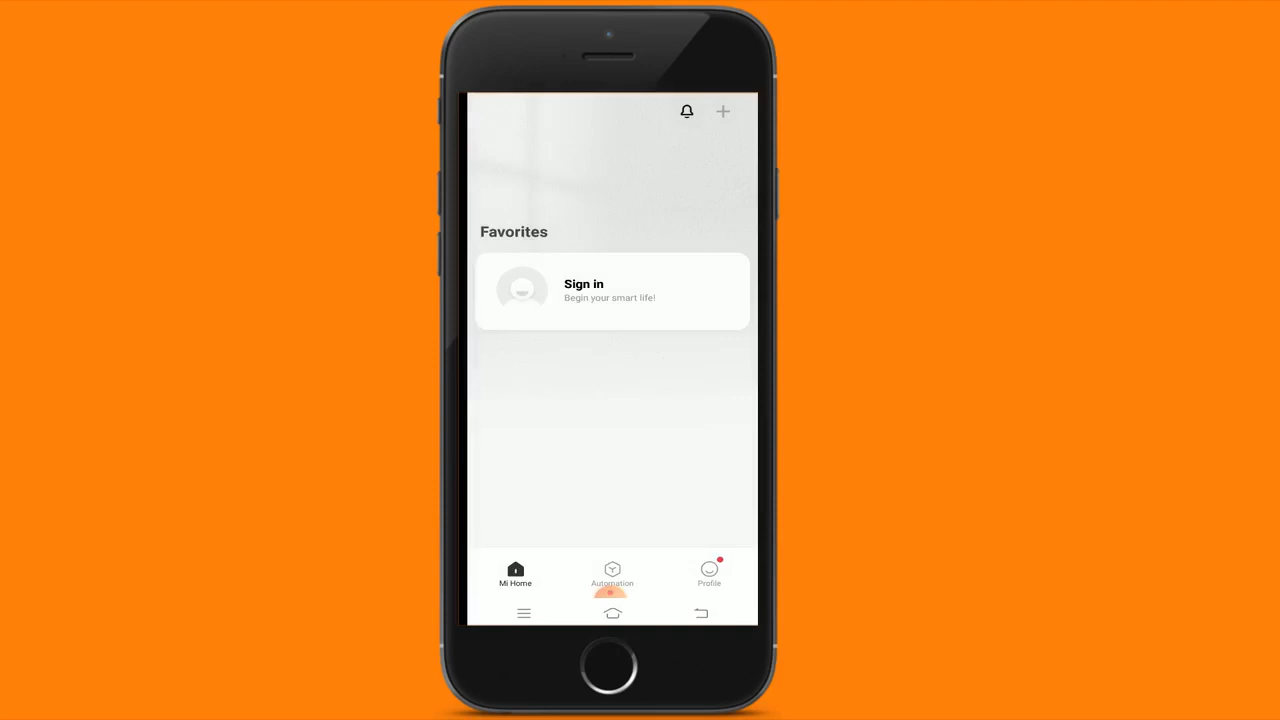 Favorites
Sign in
Begin your smart life!
Mi Home
Automation
Profile